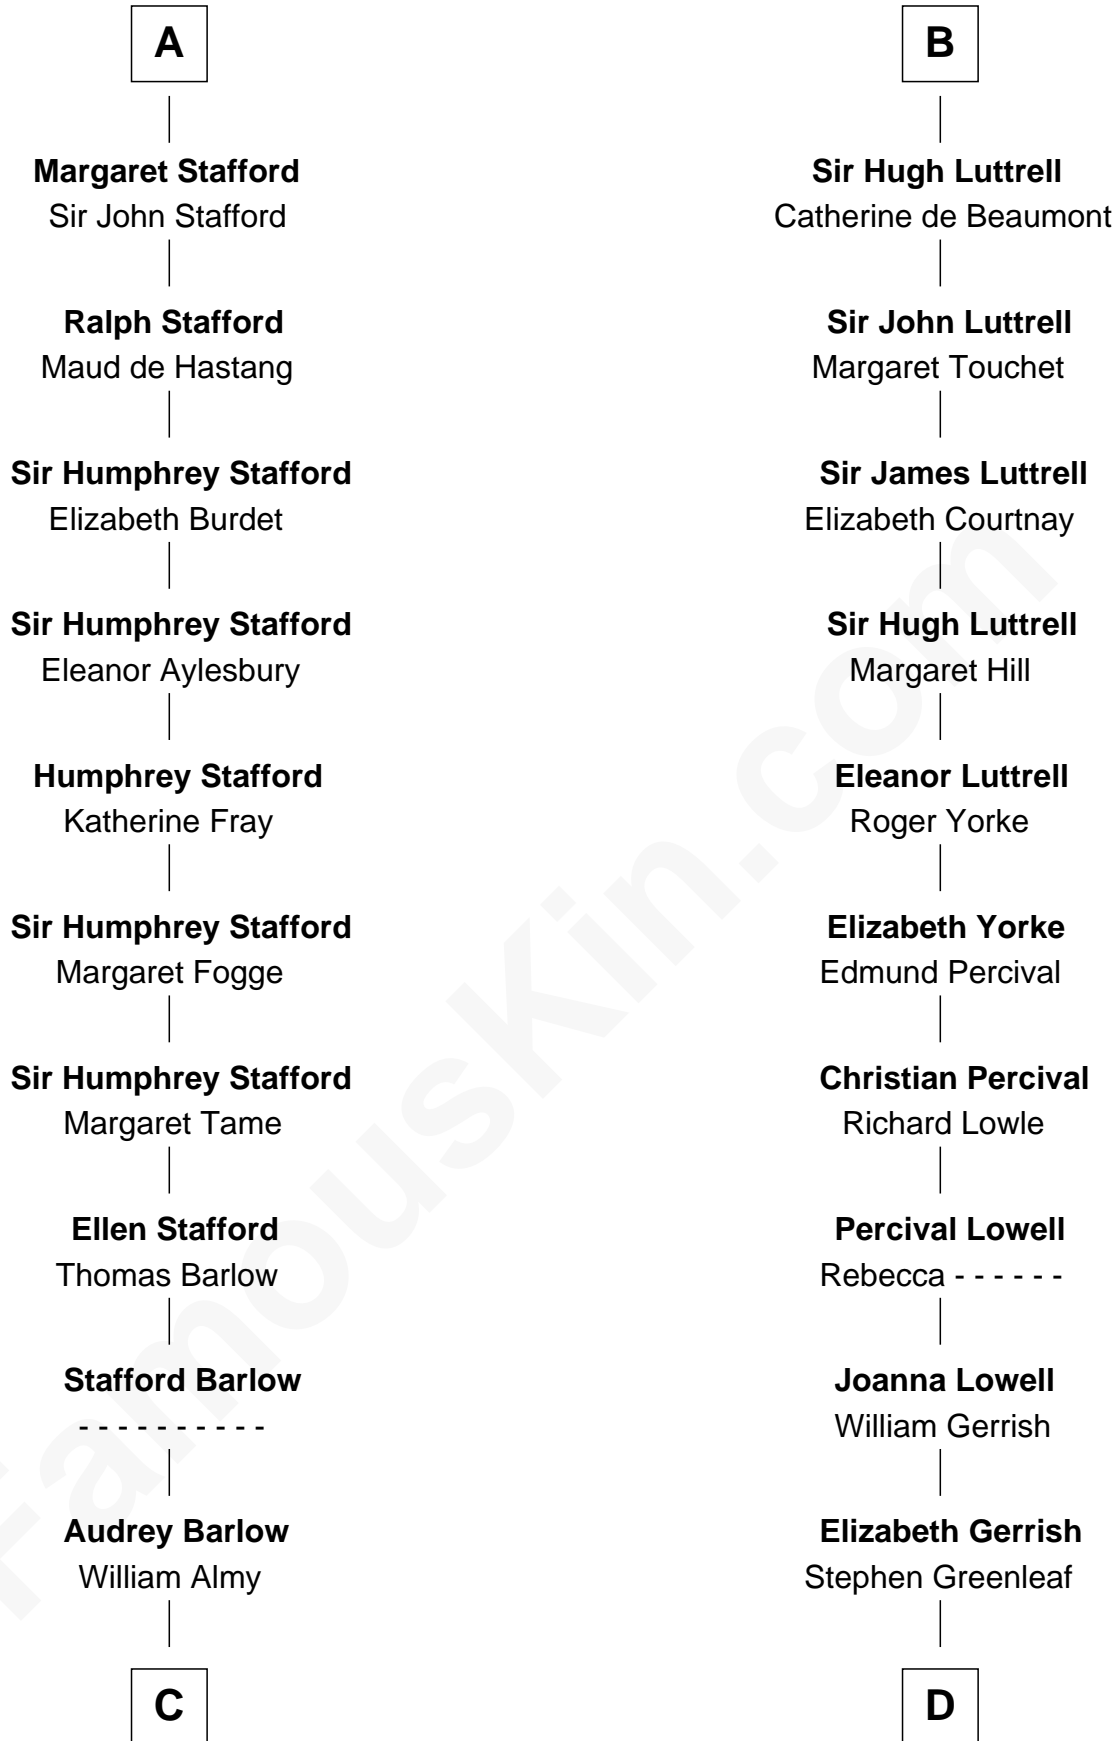 A
Margaret Stafford
Sir John Stafford
Ralph Stafford
Maud de Hastang
Sir Humphrey Stafford
Elizabeth Burdet
Sir Humphrey Stafford
Eleanor Aylesbury
Humphrey Stafford
Katherine Fray
Sir Humphrey Stafford
Margaret Fogge
Sir Humphrey Stafford
Margaret Tame
Ellen Stafford
Thomas Barlow
Stafford Barlow
- - - - - - - - - -
Audrey Barlow
William Almy
C
B
Sir Hugh Luttrell
Catherine de Beaumont
Sir John Luttrell
Margaret Touchet
Sir James Luttrell
Elizabeth Courtnay
Sir Hugh Luttrell
Margaret Hill
Eleanor Luttrell
Roger Yorke
Elizabeth Yorke
Edmund Percival
Christian Percival
Richard Lowle
Percival Lowell
Rebecca - - - - - -
Joanna Lowell
William Gerrish
Elizabeth Gerrish
Stephen Greenleaf
D
FamousKin.com